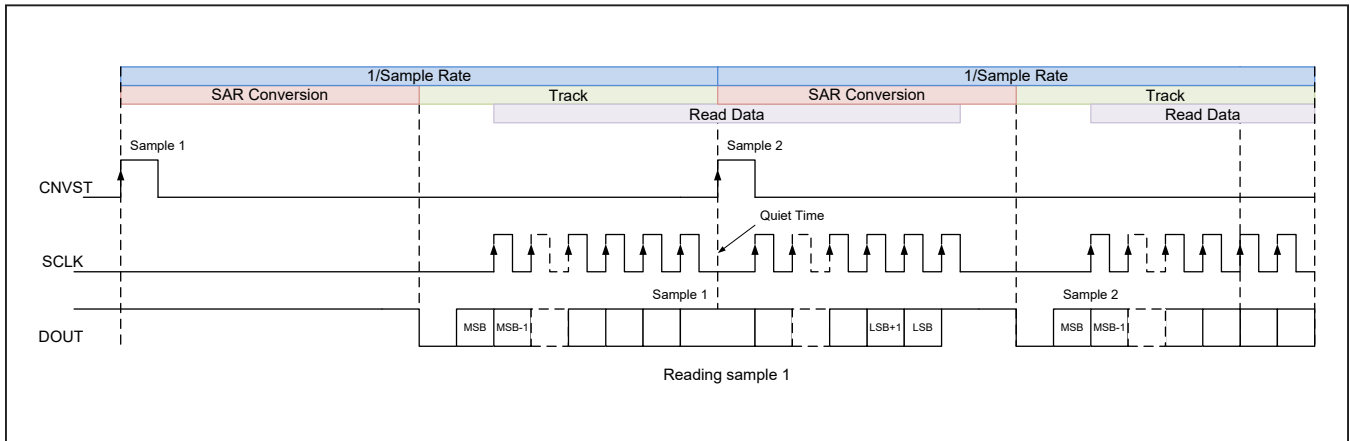 1/Sample Rate 1/Sample Rate
SAR Conversion Track SAR Conversion Track
Read Data Read Data
Sample 1 Sample 2
CNVST
Quiet Time
SCLK
Sample 1 Sample 2
DOUT MSB MSB-1 LSB+1 LSB MSB MSB-1
Reading sample 1